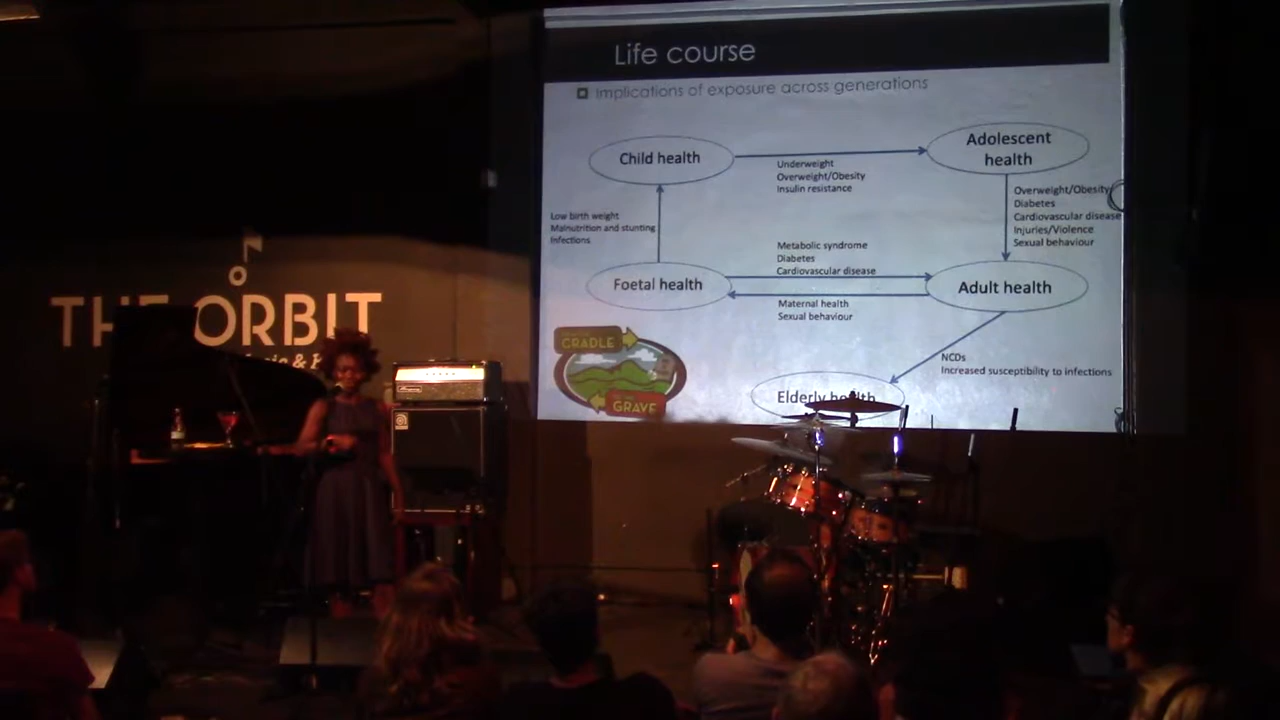 Life course
Implications of exposure across generations
Child health
Adolescent
health
Underweight
Overweight/Obesity
Insulin resistance
Overweight/Obesity
Diabetes
Cardiovascular disease
Injuries/Violence
Sexual behaviour
Low birth weight
Malnutrition and stunting
Infections
Metabolic syndrome
Diabetes
Cardiovascular disease
Foetal health
Adult health
Maternal health
Sexual behaviour
NCDs
Increased susceptibility to infections
Elderly health
CRADLE
GRAVE
THE ORBIT